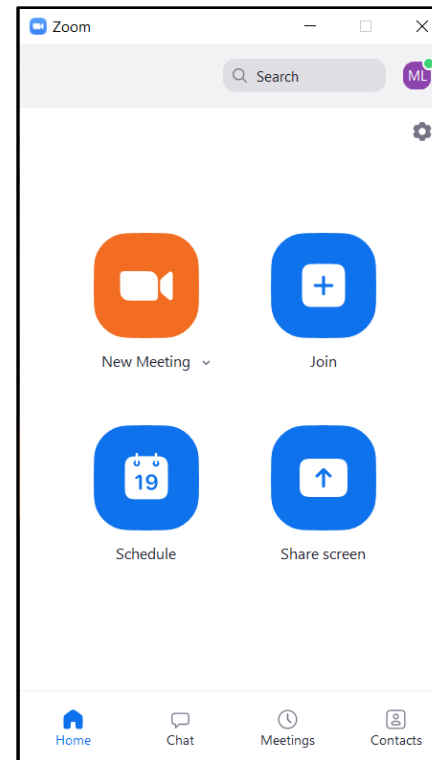 Zoom
Search
ML
New Meeting
Join
19
Schedule
Share screen
Home
Chat
Meetings
Contacts